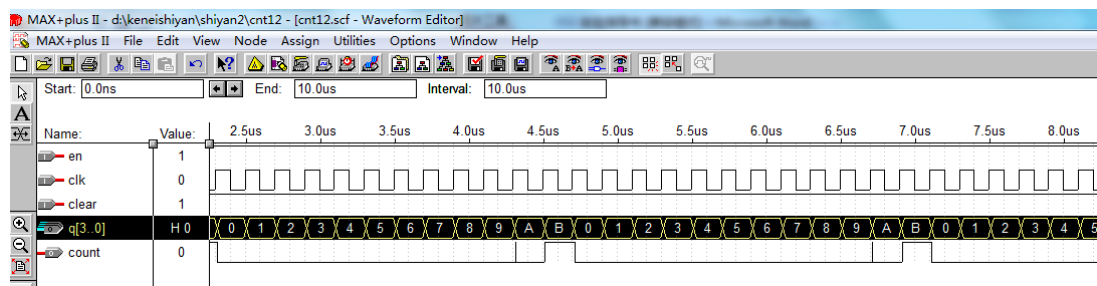 MAX+plus II - d:\keneishiyan\shiyan2\cnt12 - [cnt12.scf - Waveform Editor]
MAX+plus II File Edit View Node Assign Utilities Options Window Help
Start: 0.0ns End: 10.0us Interval: 10.0us
Name: Value: 2.5us 3.0us 3.5us 4.0us 4.5us 5.0us 5.5us 6.0us 6.5us 7.0us 7.5us 8.0us
en 1
clk 0
clear 1
q[3..0] H 0 0 1 2 3 4 5 6 7 8 9 A B 0 1 2 3 4 5 6 7 8 9 A B 0 1 2 3 4 5
count 0